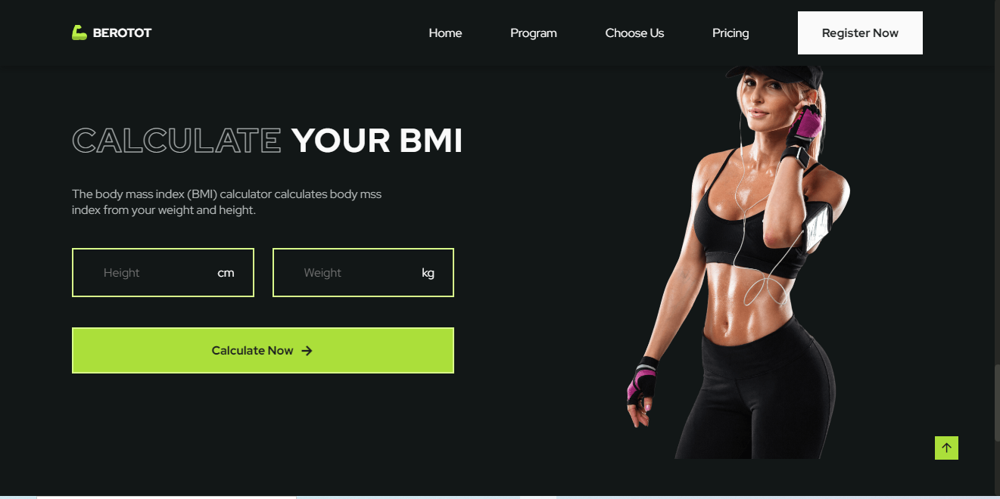 BEROTOT
Home
Program
Choose Us
Pricing
Register Now
CALCULATE YOUR BMI
The body mass index (BMI) calculator calculates body mss
index from your weight and height.
Height cm
Weight kg
Calculate Now